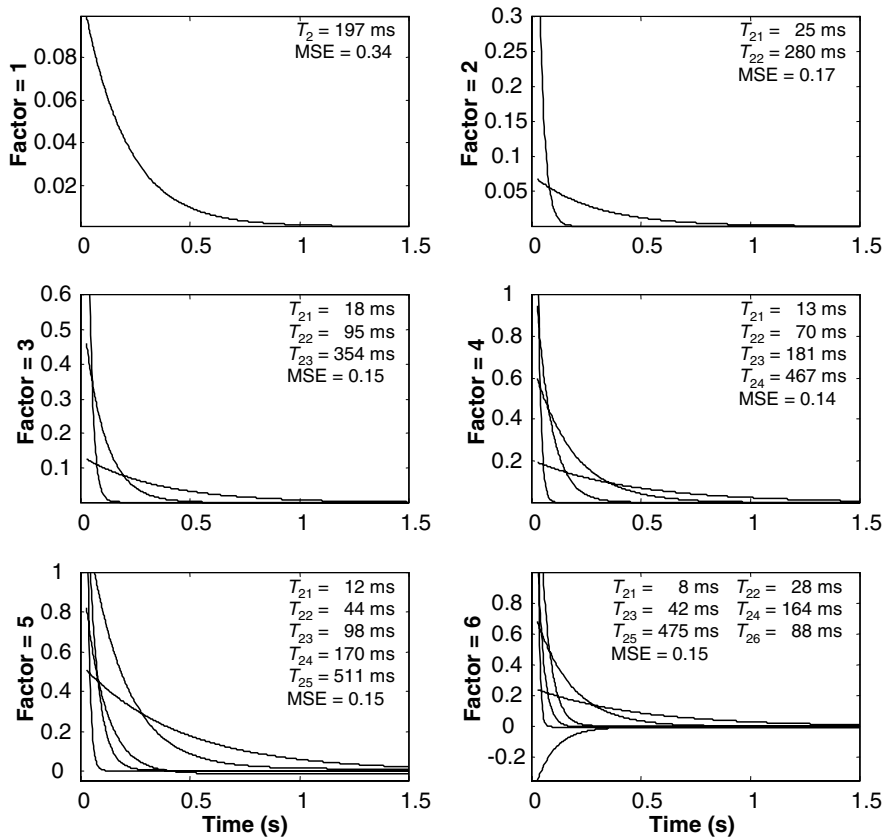 Factor = 1
0.08
0.06
0.04
0.02
T2 = 197 ms
MSE = 0.34
0 0.5 1 1.5
Factor = 2
0.3
0.25
0.2
0.15
0.1
0.05
T21 = 25 ms
T22 = 280 ms
MSE = 0.17
0 0.5 1 1.5
Factor = 3
0.6
0.5
0.4
0.3
0.2
0.1
T21 = 18 ms
T22 = 95 ms
T23 = 354 ms
MSE = 0.15
0 0.5 1 1.5
Factor = 4
1
0.8
0.6
0.4
0.2
T21 = 13 ms
T22 = 70 ms
T23 = 181 ms
T24 = 467 ms
MSE = 0.14
0 0.5 1 1.5
Factor = 5
1
0.8
0.6
0.4
0.2
0
T21 = 12 ms
T22 = 44 ms
T23 = 98 ms
T24 = 170 ms
T25 = 511 ms
MSE = 0.15
0 0.5 1 1.5
Time (s)
Factor = 6
0.8
0.6
0.4
0.2
0
-0.2
T21 = 8 ms T22 = 28 ms
T23 = 42 ms T24 = 164 ms
T25 = 475 ms T26 = 88 ms
MSE = 0.15
0 0.5 1 1.5
Time (s)